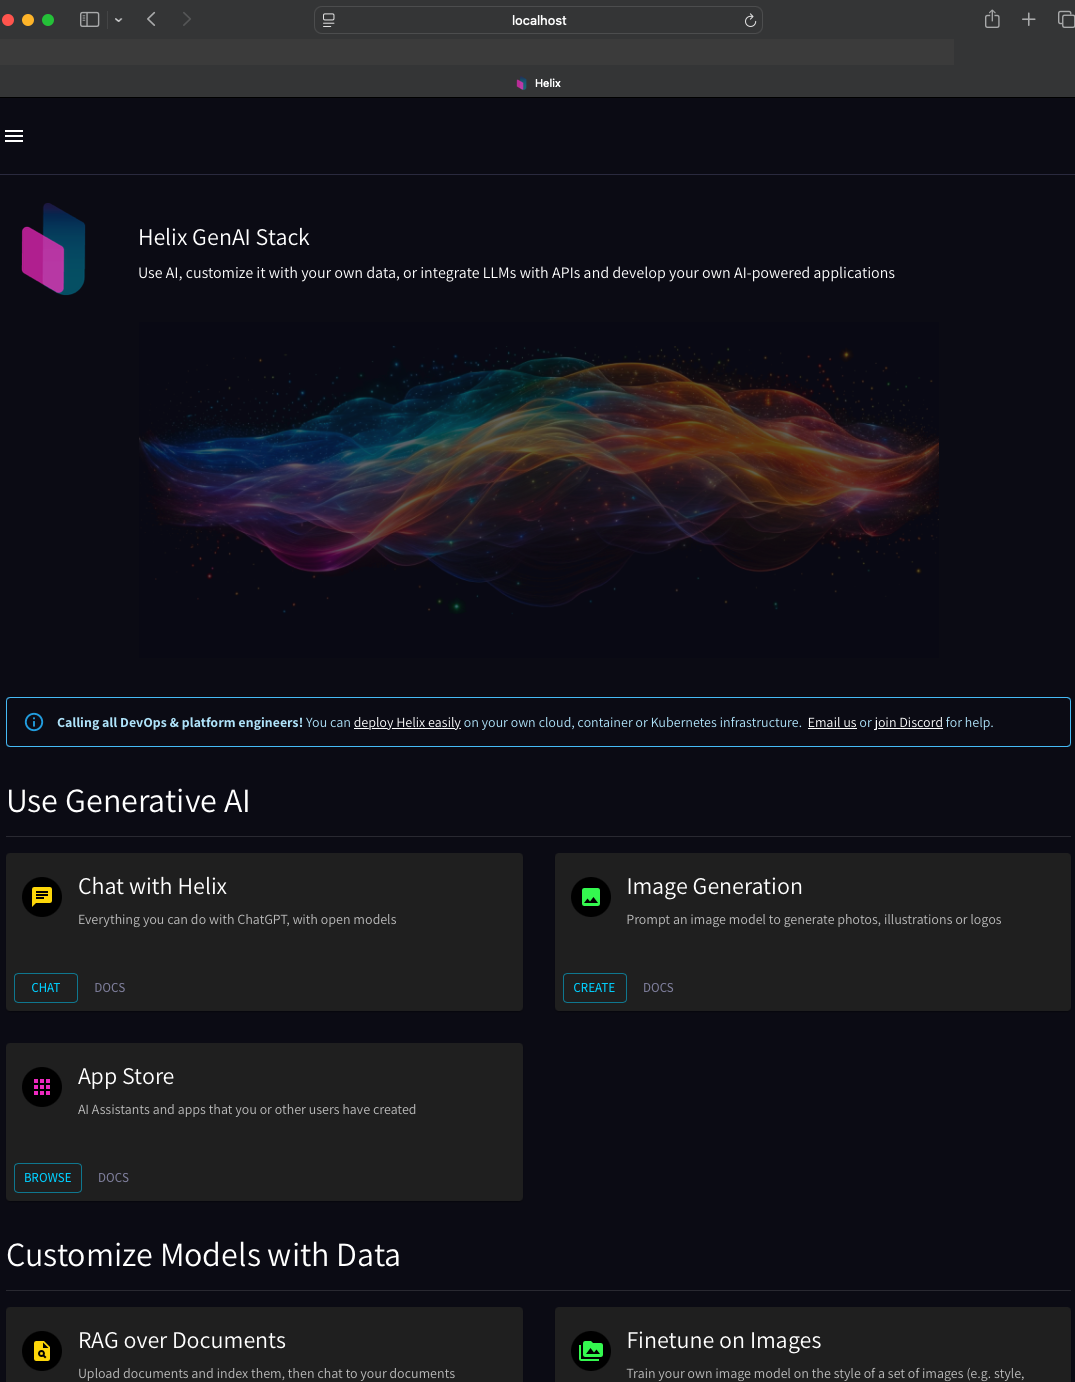 localhost
Helix
Helix GenAI Stack
Use AI, customize it with your own data, or integrate LLMs with APIs and develop your own AI-powered applications
Calling all DevOps & platform engineers! You can deploy Helix easily on your own cloud, container or Kubernetes infrastructure. Email us or join Discord for help.
Use Generative AI
Chat with Helix
Everything you can do with ChatGPT, with open models
CHAT DOCS
Image Generation
Prompt an image model to generate photos, illustrations or logos
CREATE DOCS
App Store
AI Assistants and apps that you or other users have created
BROWSE DOCS
Customize Models with Data
RAG over Documents
Upload documents and index them, then chat to your documents
Finetune on Images
Train your own image model on the style of a set of images (e.g. style,